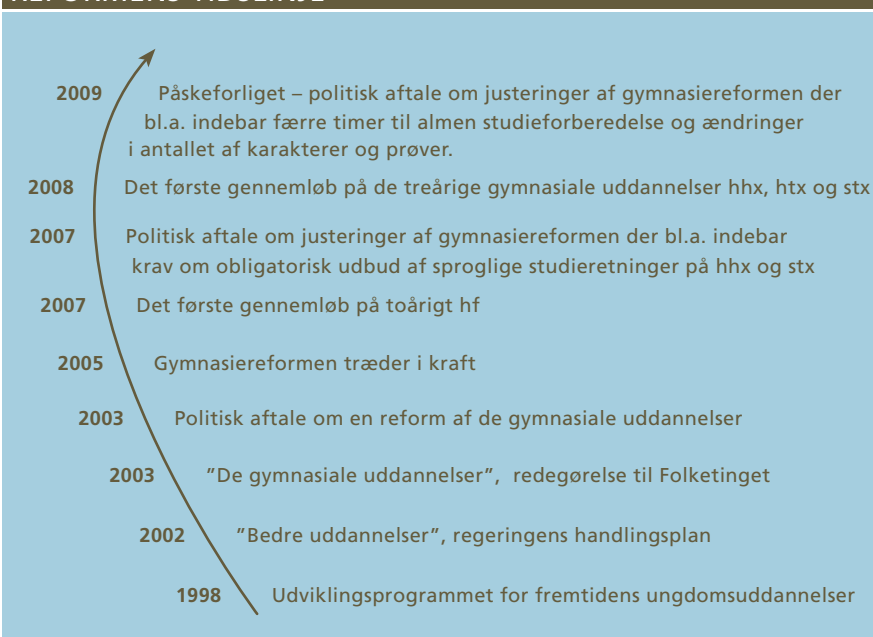 2009 Påskeforliget – politisk aftale om justeringer af gymnasiereformen der
bl.a. indebar færre timer til almen studieforberedelse og ændringer
i antallet af karakterer og prøver.
2008 Det første gennemløb på de treårige gymnasiale uddannelser hhx, htx og stx
2007 Politisk aftale om justeringer af gymnasiereformen der bl.a. indebar
krav om obligatorisk udbud af sproglige studieretninger på hhx og stx
2007 Det første gennemløb på toårigt hf
2005 Gymnasiereformen træder i kraft
2003 Politisk aftale om en reform af de gymnasiale uddannelser
2003 ”De gymnasiale uddannelser”, redegørelse til Folketinget
2002 ”Bedre uddannelser”, regeringens handlingsplan
1998 Udviklingsprogrammet for fremtidens ungdomsuddannelser